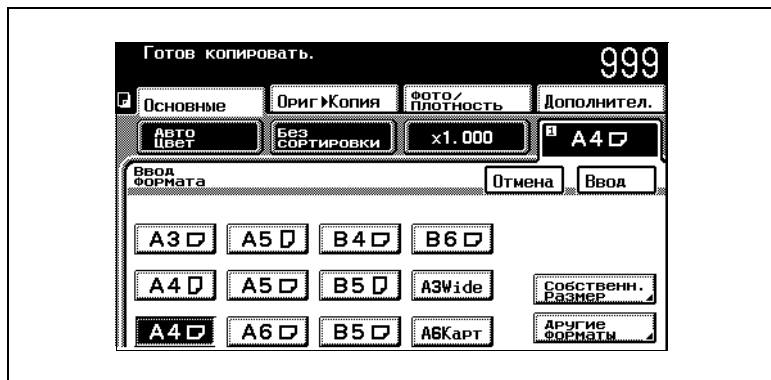 Готов копировать. 999
Основные Ориг▶Копия Фото/ Плотность Дополнител.
Авто Цвет Без сортировки x1.000 1 A4
Ввод Формата Отмена Ввод
A3 A5 B4 B6
A4 A5 B5 A3Wide Собственн. Размер
A4 A6 B5 A6Карт Другие Форматы